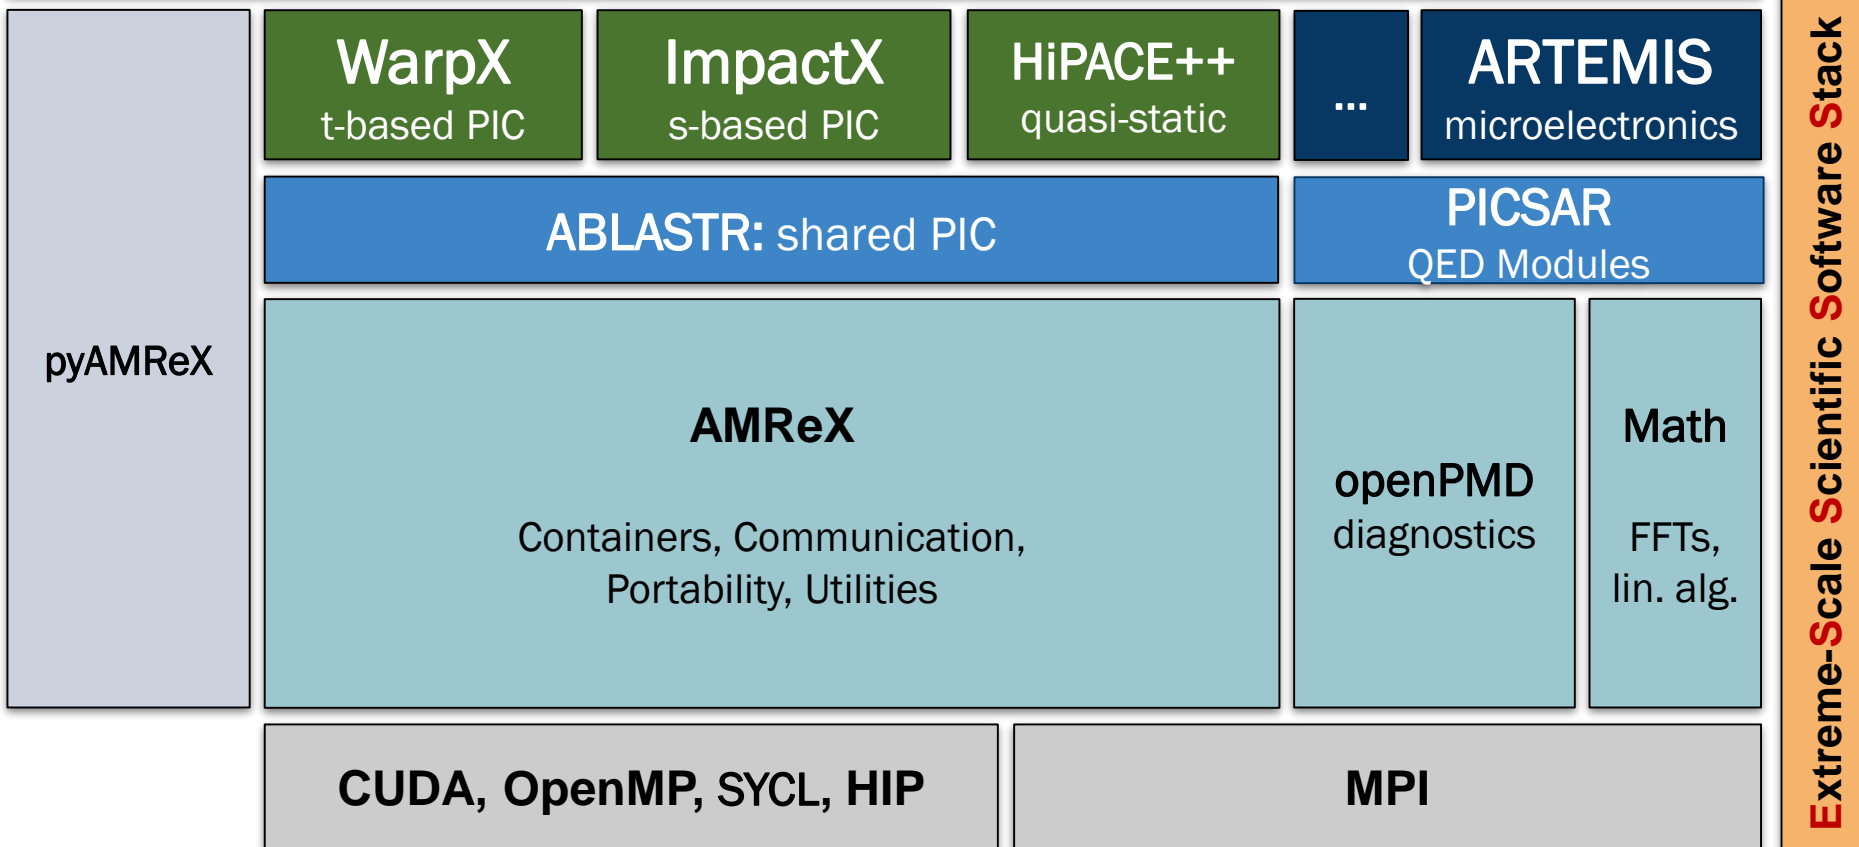 pyAMReX
WarpX
t-based PIC
ImpactX
s-based PIC
HiPACE++
quasi-static
...
ARTEMIS
microelectronics
ABLASTR: shared PIC
PICSAR
QED Modules
AMReX
Containers, Communication,
Portability, Utilities
openPMD
diagnostics
Math
FFTs,
lin. alg.
CUDA, OpenMP, SYCL, HIP
MPI
Extreme-Scale Scientific Software Stack